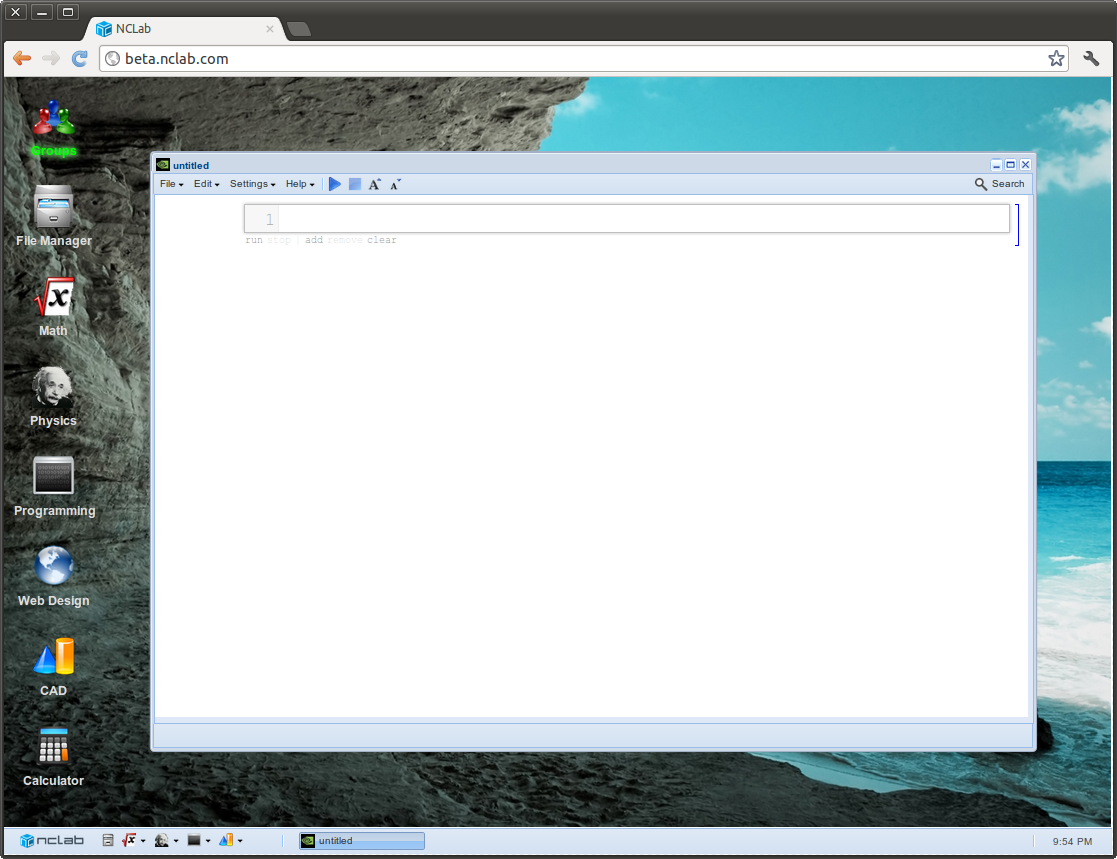 NCLab
beta.nclab.com
Groups
File Manager
Math
Physics
Programming
Web Design
CAD
Calculator
untitled
File Edit Settings Help A A Search
1
run stop | add remove clear
nclab untitled 9:54 PM